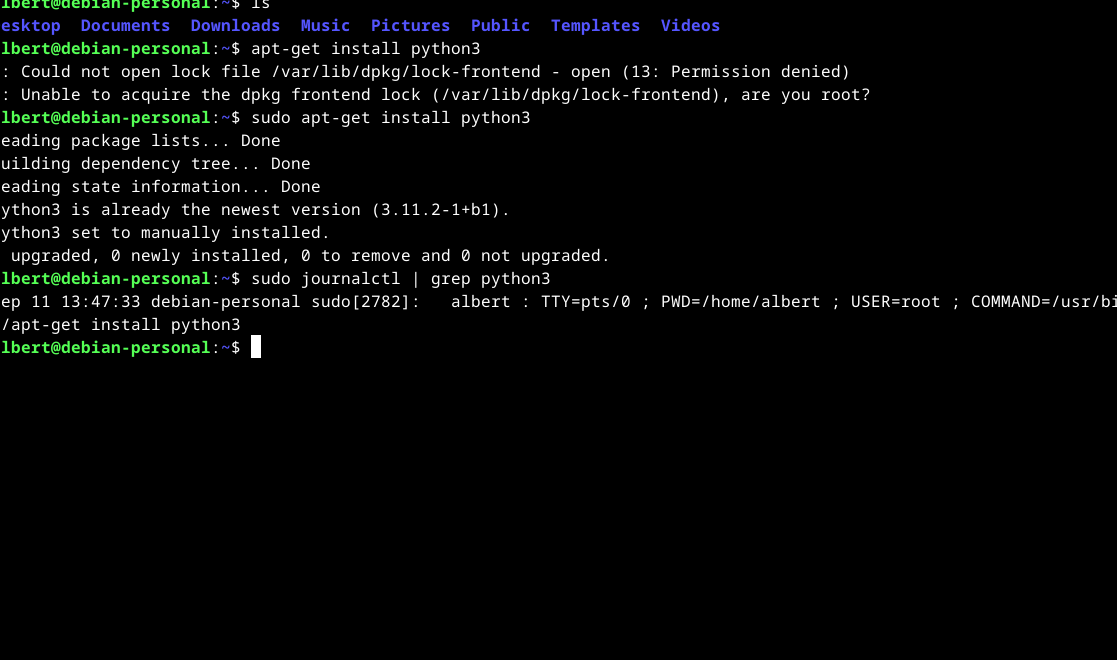 lbert@debian-personal:~$ ls
esktop  Documents  Downloads  Music  Pictures  Public  Templates  Videos
lbert@debian-personal:~$ apt-get install python3
: Could not open lock file /var/lib/dpkg/lock-frontend - open (13: Permission denied)
: Unable to acquire the dpkg frontend lock (/var/lib/dpkg/lock-frontend), are you root?
lbert@debian-personal:~$ sudo apt-get install python3
eading package lists... Done
uilding dependency tree... Done
eading state information... Done
ython3 is already the newest version (3.11.2-1+b1).
ython3 set to manually installed.
 upgraded, 0 newly installed, 0 to remove and 0 not upgraded.
lbert@debian-personal:~$ sudo journalctl | grep python3
ep 11 13:47:33 debian-personal sudo[2782]:   albert : TTY=pts/0 ; PWD=/home/albert ; USER=root ; COMMAND=/usr/bi
/apt-get install python3
lbert@debian-personal:~$